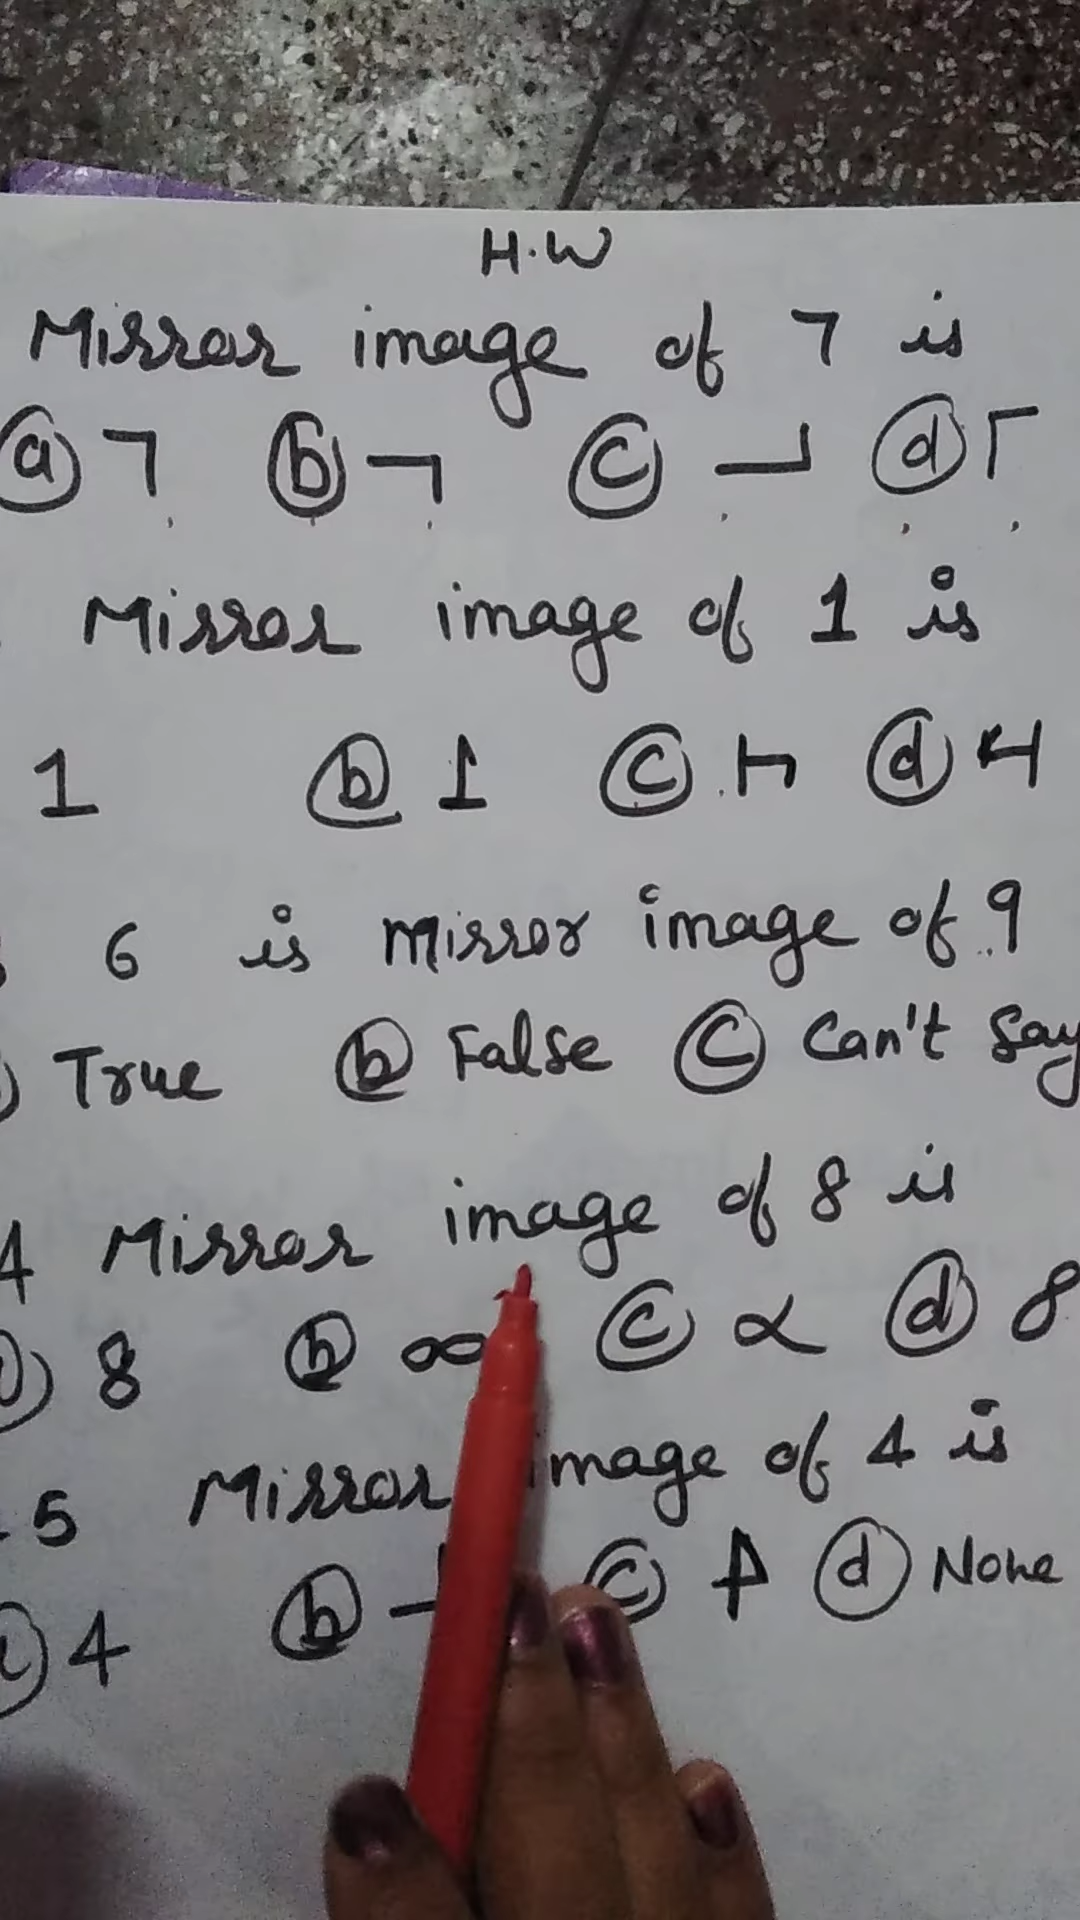 H.W
Mirror image of 7 is
(a) ㄱ (b) ¬ (c) ┘ (d) Γ
Mirror image of 1 is
1 (b) (c) (d)
6 is mirror image of 9
True (b) False (c) Can't Say
4 Mirror image of 8 is
8 (b) ∞ (c) ∝ (d) 8
5 Mirror image of 4 is
4 (b) (c) (d) None